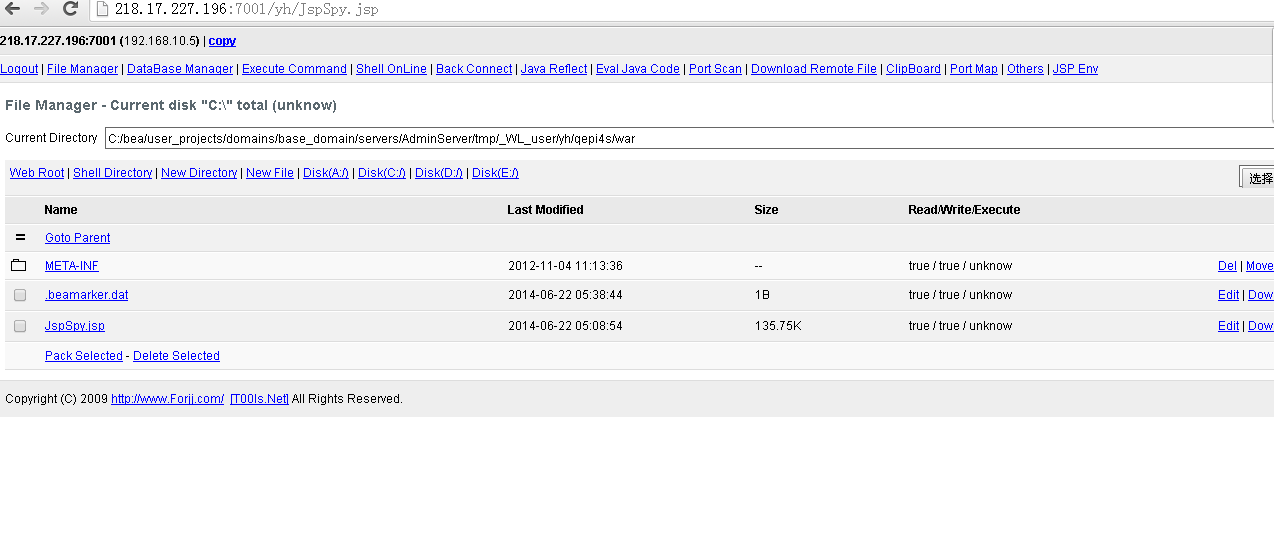 218.17.227.196:7001/yh/JspSpy.jsp
218.17.227.196:7001 (192.168.10.5) | copy
Logout | File Manager | DataBase Manager | Execute Command | Shell OnLine | Back Connect | Java Reflect | Eval Java Code | Port Scan | Download Remote File | ClipBoard | Port Map | Others | JSP Env
File Manager - Current disk "C:\" total (unknow)
Current Directory C:/bea/user_projects/domains/base_domain/servers/AdminServer/tmp/_WL_user/yh/qepi4s/war
Web Root | Shell Directory | New Directory | New File | Disk(A:/) | Disk(C:/) | Disk(D:/) | Disk(E:/) 选择
Name Last Modified Size Read/Write/Execute
= Goto Parent
META-INF 2012-11-04 11:13:36 -- true / true / unknow Del | Move
.beamarker.dat 2014-06-22 05:38:44 1B true / true / unknow Edit | Dow
JspSpy.jsp 2014-06-22 05:08:54 135.75K true / true / unknow Edit | Dow
Pack Selected - Delete Selected
Copyright (C) 2009 http://www.Forjj.com/ [T00ls.Net] All Rights Reserved.